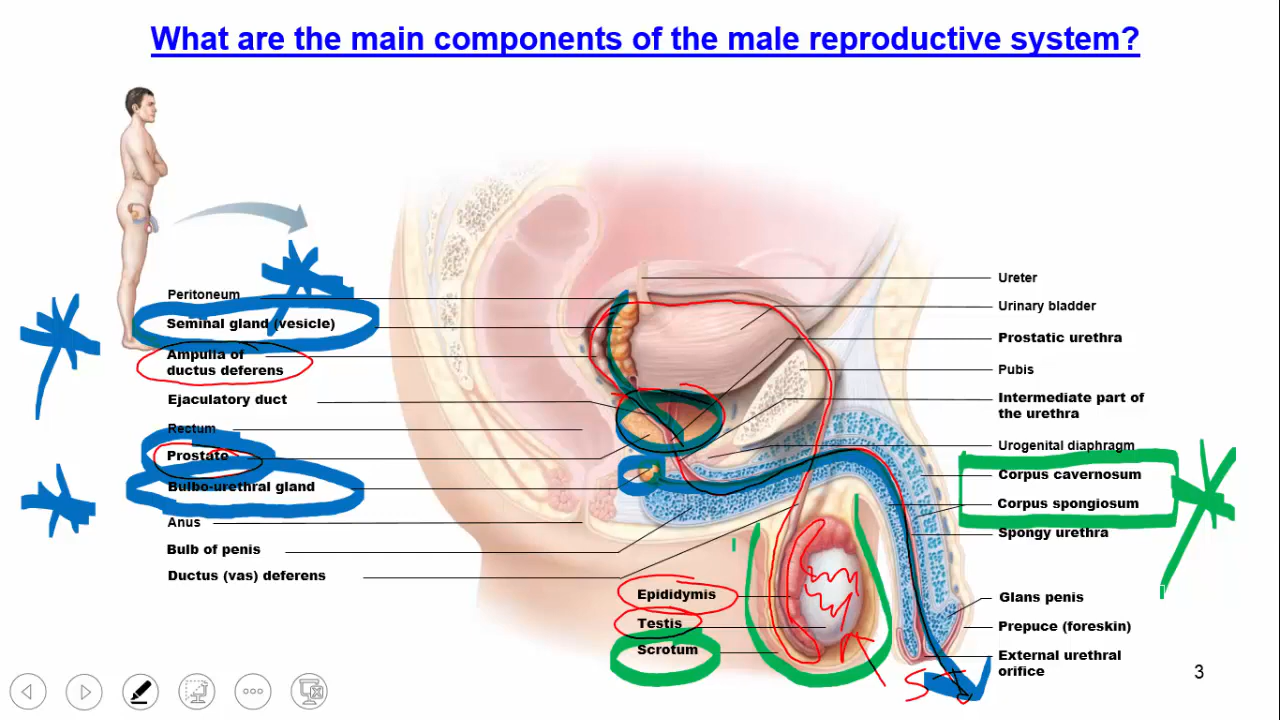 What are the main components of the male reproductive system?
Peritoneum
Seminal gland (vesicle)
Ampulla of
ductus deferens
Ejaculatory duct
Rectum
Prostate
Bulbo-urethral gland
Anus
Bulb of penis
Ductus (vas) deferens
Epididymis
Testis
Scrotum
Ureter
Urinary bladder
Prostatic urethra
Pubis
Intermediate part of
the urethra
Urogenital diaphragm
Corpus cavernosum
Corpus spongiosum
Spongy urethra
Glans penis
Prepuce (foreskin)
External urethral
orifice
3